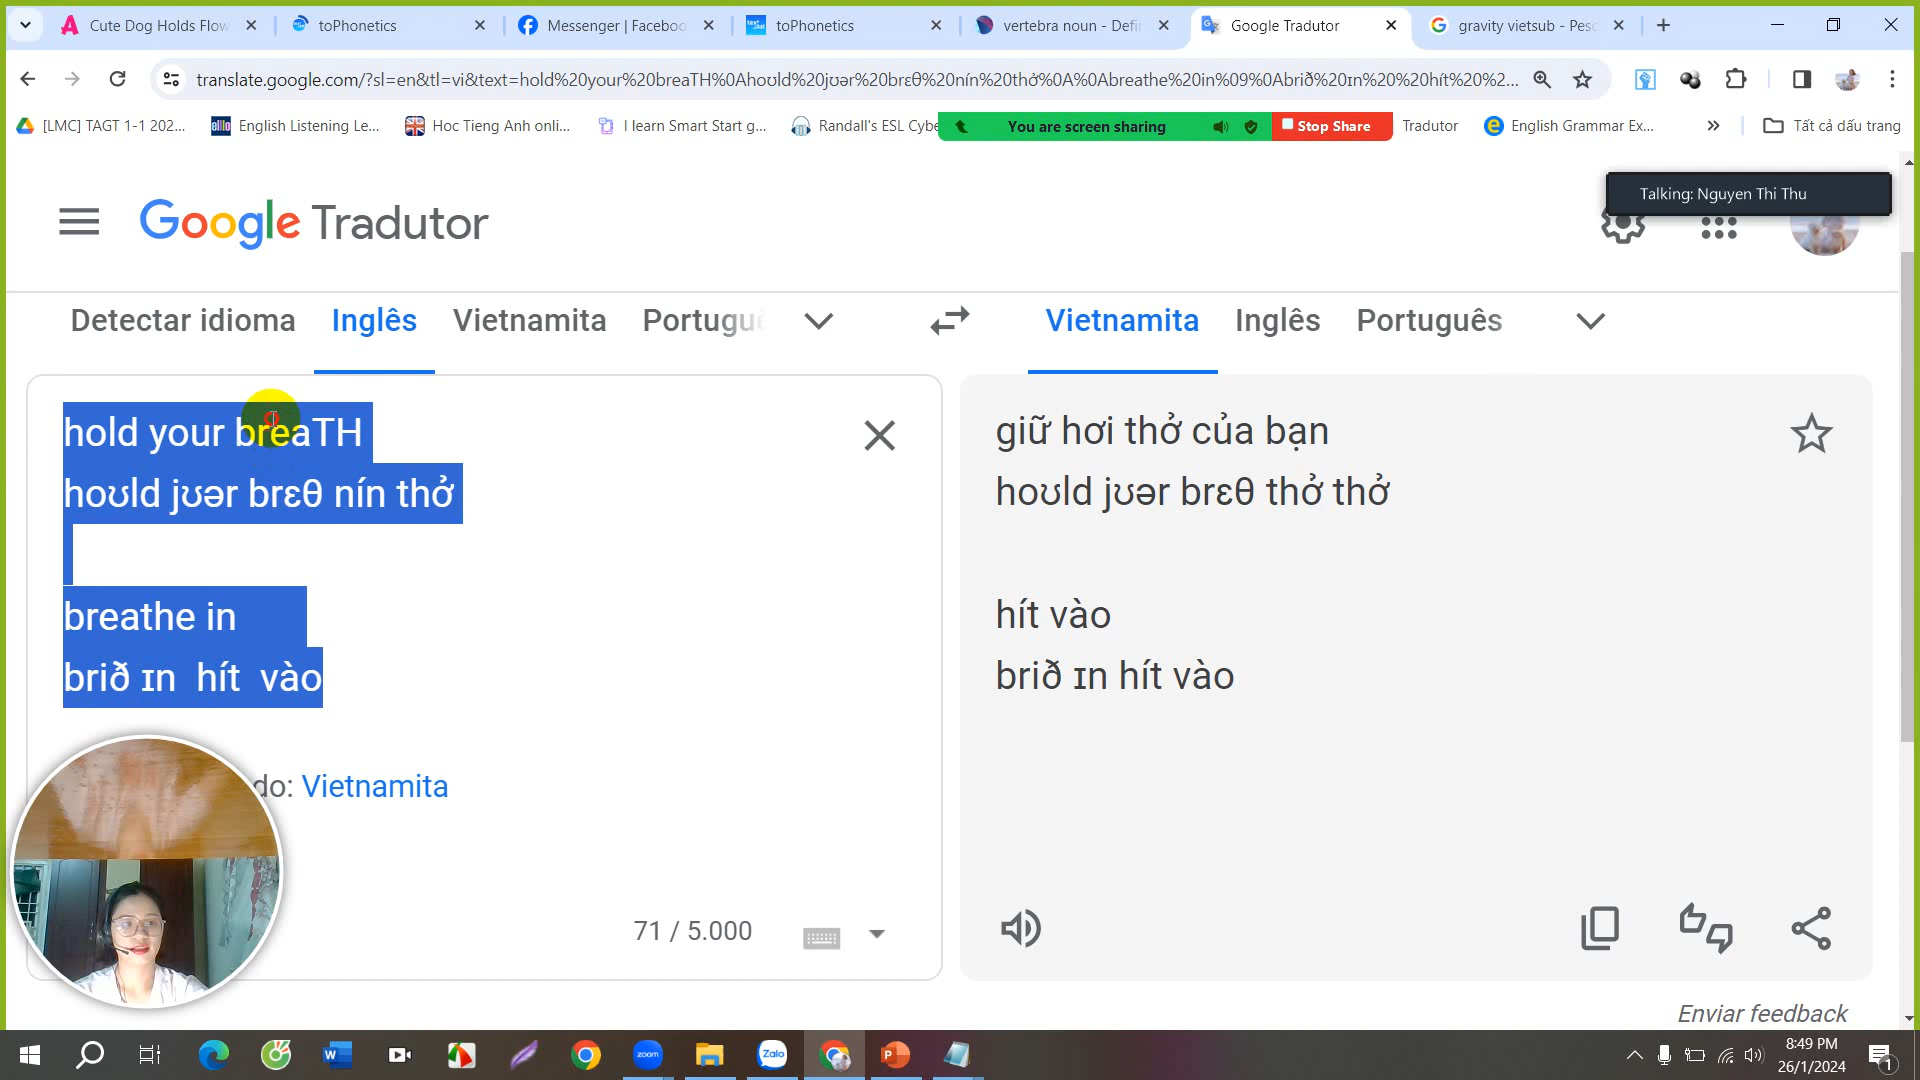 Cute Dog Holds Flow
toPhonetics
Messenger | Faceboo
toPhonetics
vertebra noun - Defi
Google Tradutor
gravity vietsub - Pes
translate.google.com/?sl=en&tl=vi&text=hold%20your%20breaTH%0Ahoʊld%20jʊər%20brɛθ%20nín%20thở%0A%0Abreathe%20in%09%0Abrið%20ɪn%20%20hít%20%2...
[LMC] TAGT 1-1 202...
English Listening Le...
Hoc Tieng Anh onli...
I learn Smart Start g...
Randall's ESL Cybe
You are screen sharing
Stop Share
Tradutor
English Grammar Ex...
Tất cả dấu trang
Talking: Nguyen Thi Thu
Google Tradutor
Detectar idioma Inglês Vietnamita Portuguê
Vietnamita Inglês Português
hold your breaTH
hoʊld jʊər brɛθ nín thở
breathe in
brið ɪn hít vào
giữ hơi thở của bạn
hoʊld jʊər brɛθ thở thở
hít vào
brið ɪn hít vào
do: Vietnamita
71 / 5.000
Enviar feedback
zoom
Zalo
8:49 PM
26/1/2024
1